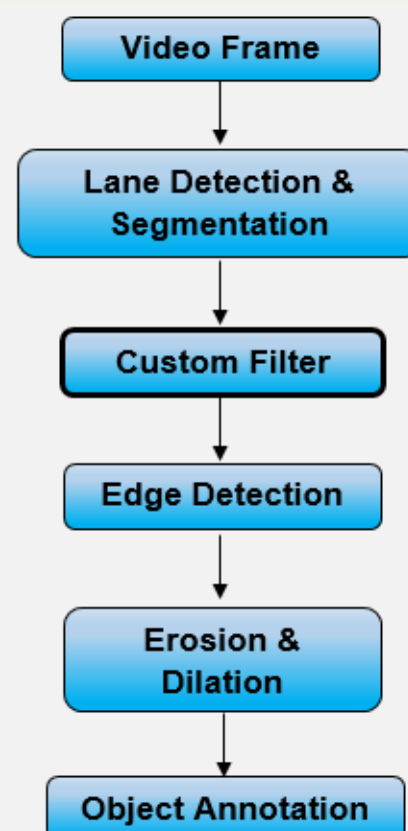 Video Frame
Lane Detection &
Segmentation
Custom Filter
Edge Detection
Erosion &
Dilation
Object Annotation